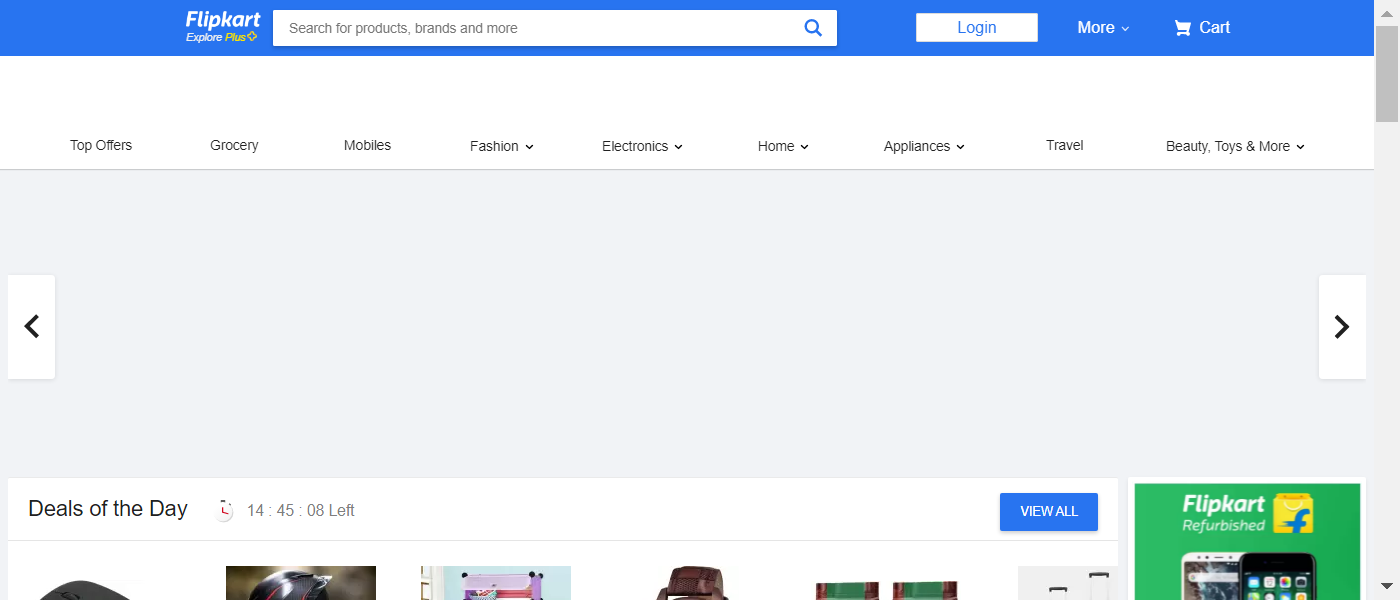 Flipkart
Explore Plus
Search for products, brands and more
Login
More
Cart
Top Offers
Grocery
Mobiles
Fashion
Electronics
Home
Appliances
Travel
Beauty, Toys & More
Deals of the Day
14 : 45 : 08 Left
VIEW ALL
Flipkart
Refurbished